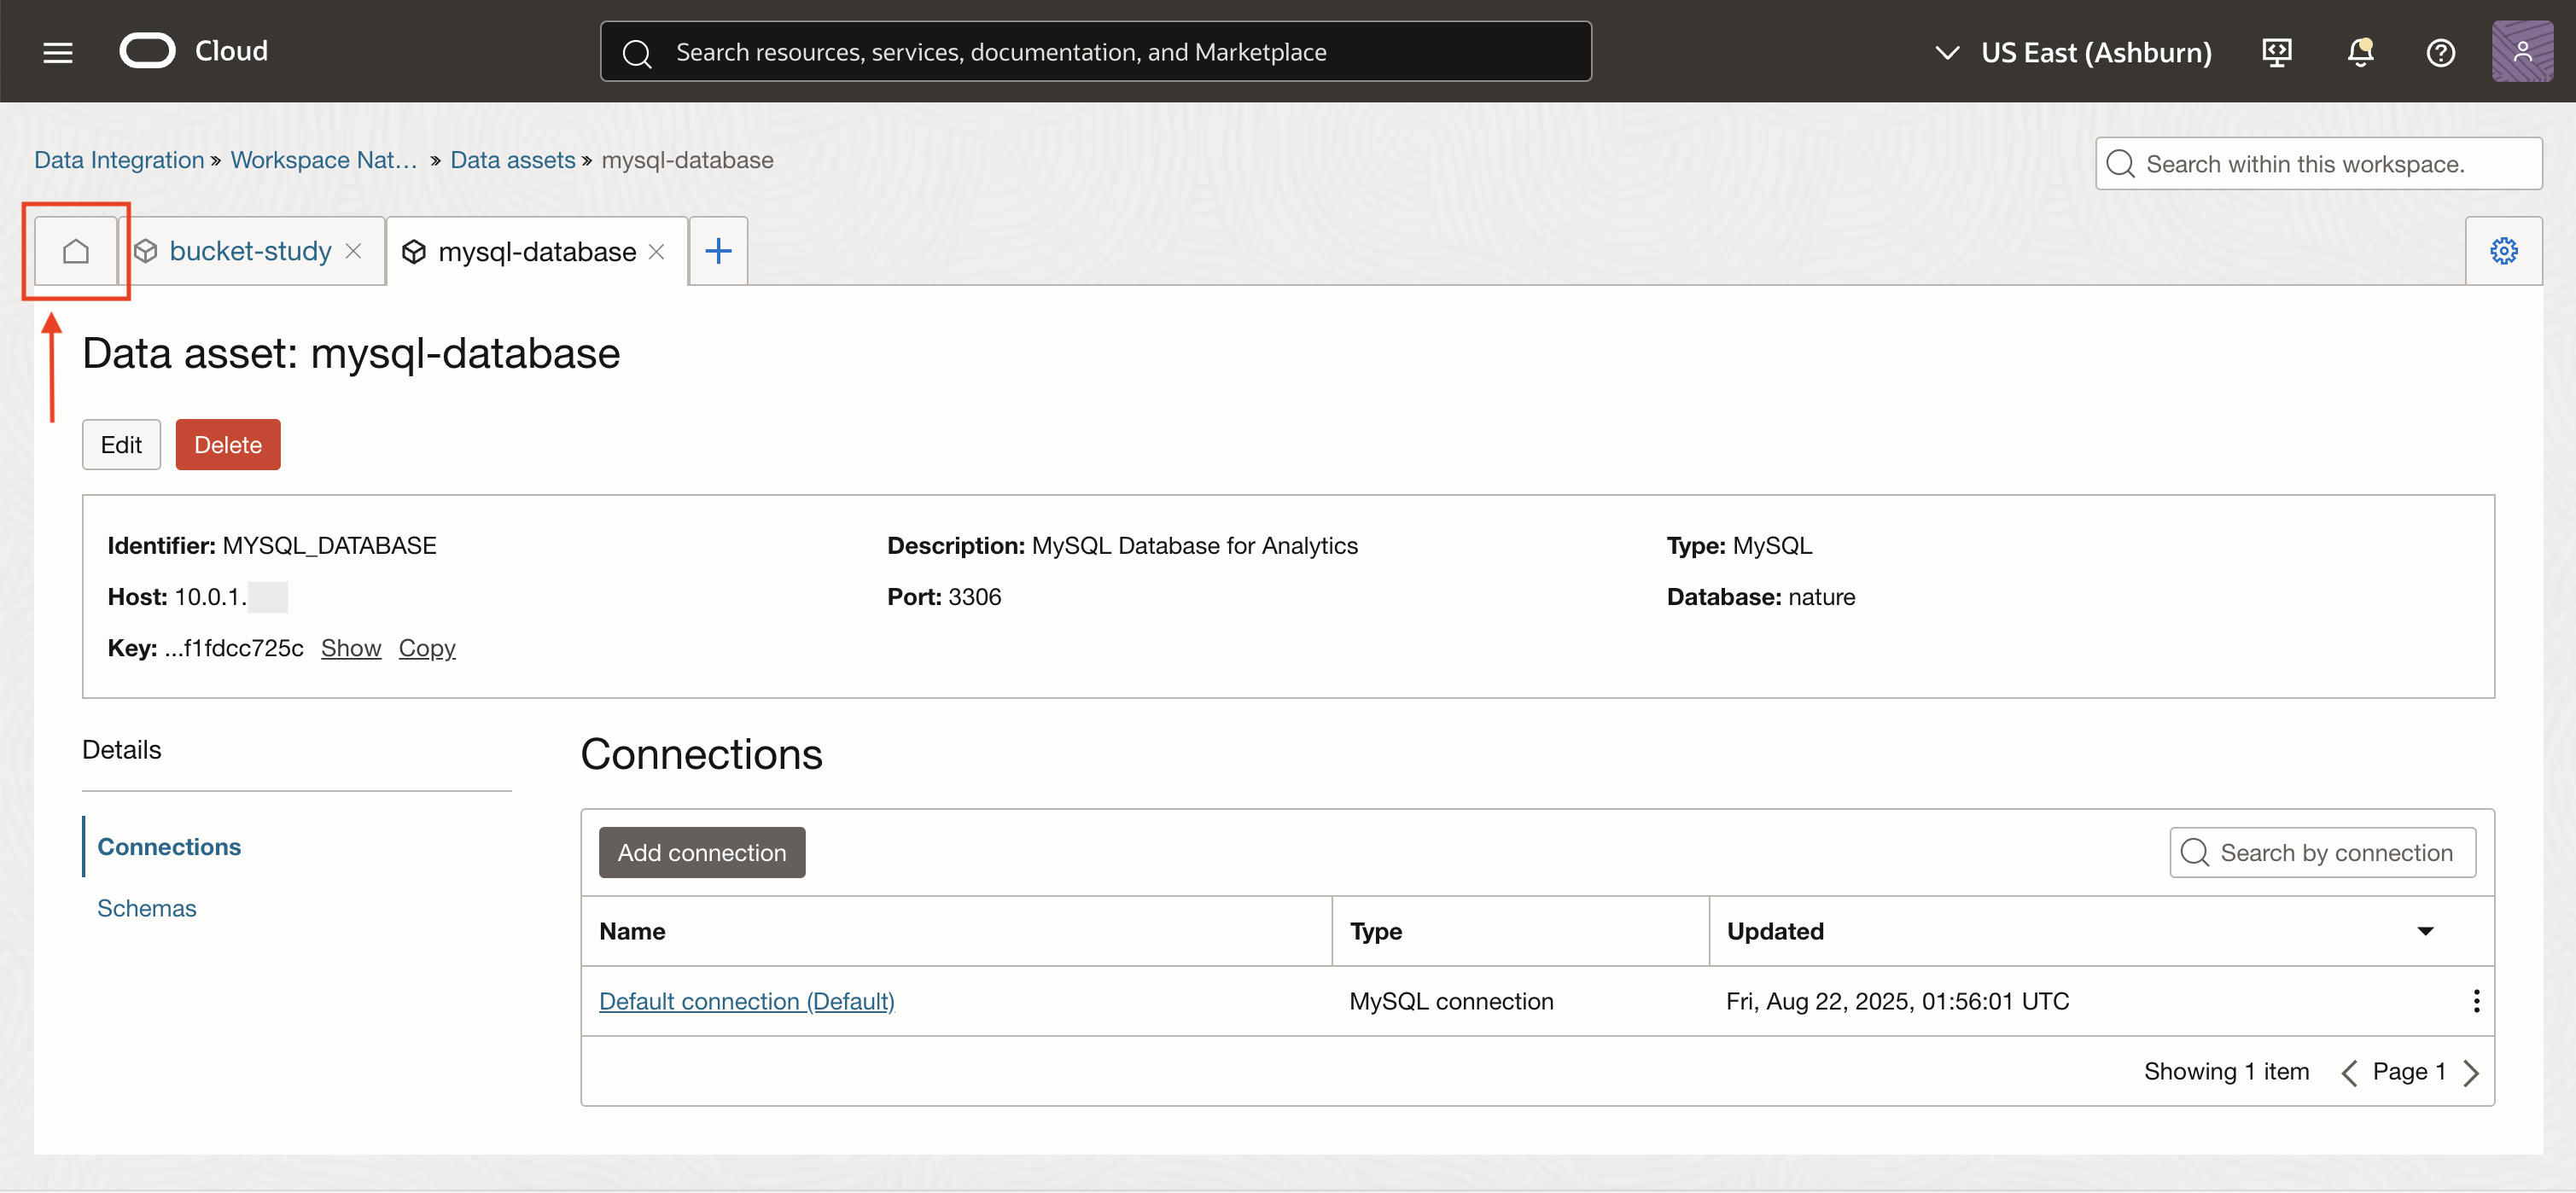 Cloud
Search resources, services, documentation, and Marketplace
US East (Ashburn)
Data Integration » Workspace Nat... » Data assets » mysql-database
Search within this workspace.
bucket-study
mysql-database
Data asset: mysql-database
Edit
Delete
Identifier: MYSQL_DATABASE
Description: MySQL Database for Analytics
Type: MySQL
Host: 10.0.1.
Port: 3306
Database: nature
Key: ...f1fdcc725c Show Copy
Details
Connections
Schemas
Connections
Add connection
Search by connection
Name
Type
Updated
Default connection (Default)
MySQL connection
Fri, Aug 22, 2025, 01:56:01 UTC
Showing 1 item
Page 1